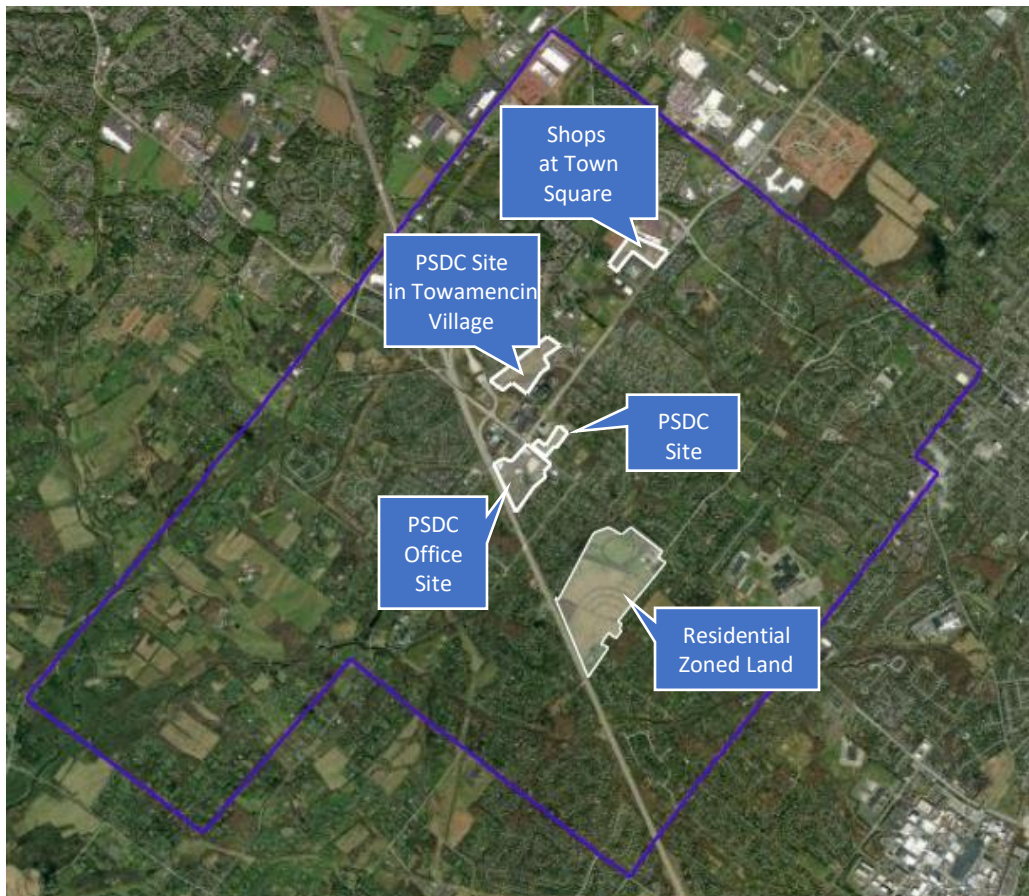 Shops
at Town
Square
PSDC Site
in Towamencin
Village
PSDC
Site
PSDC
Office
Site
Residential
Zoned Land